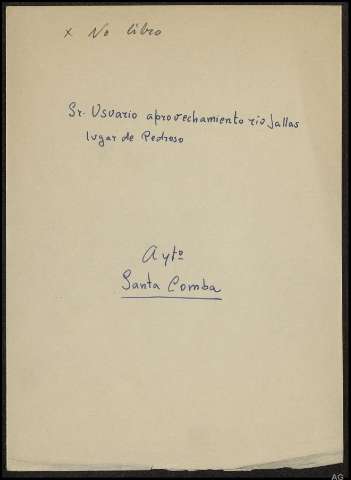 x No libro
Sr. Usuario aprovechamiento rio Jallas
lugar de Pedroso
Aytº
Santa Comba
AG